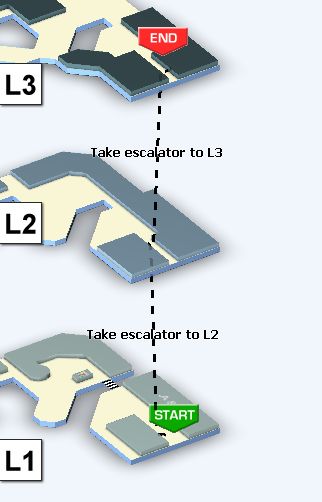 END
L3
Take escalator to L3
L2
Take escalator to L2
START
L1